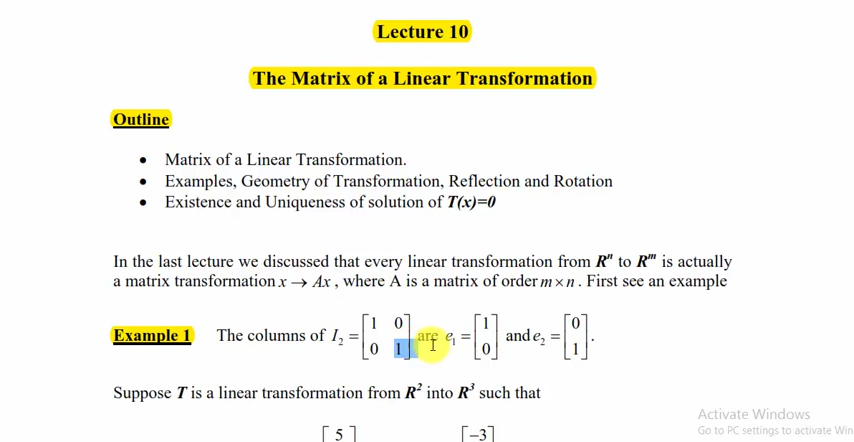 Lecture 10
The Matrix of a Linear Transformation
Outline
• Matrix of a Linear Transformation.
• Examples, Geometry of Transformation, Reflection and Rotation
• Existence and Uniqueness of solution of T(x)=0
In the last lecture we discussed that every linear transformation from Rⁿ to Rᵐ is actually
a matrix transformation x → Ax , where A is a matrix of order m × n . First see an example
Example 1 The columns of I₂ = [1 0; 0 1] are e₁ = [1; 0] and e₂ = [0; 1].
Suppose T is a linear transformation from R² into R³ such that
[ 5 ] [ −3 ]
Activate Windows
Go to PC settings to activate Win